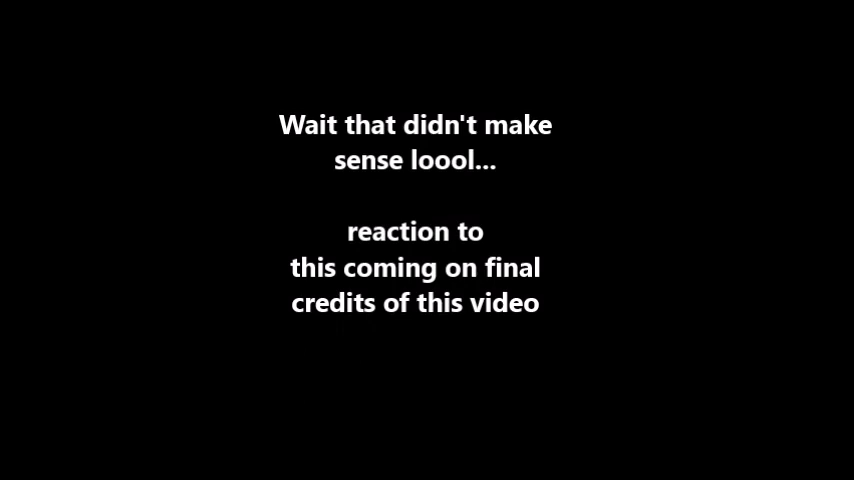 Wait that didn't make
sense loool...
reaction to
this coming on final
credits of this video